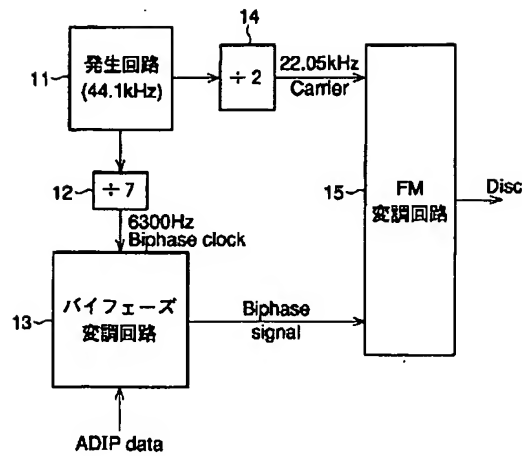 14
11
発生回路
(44.1kHz)
÷2
22.05kHz
Carrier
12
÷7
15
FM
変調回路
Disc
6300Hz
Biphase clock
13
バイフェーズ
変調回路
Biphase
signal
ADIP data